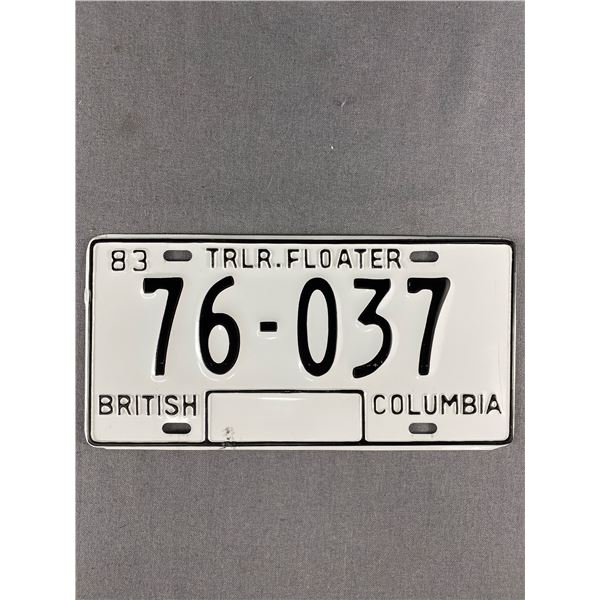 83 TRLR.FLOATER
76-037
BRITISH COLUMBIA